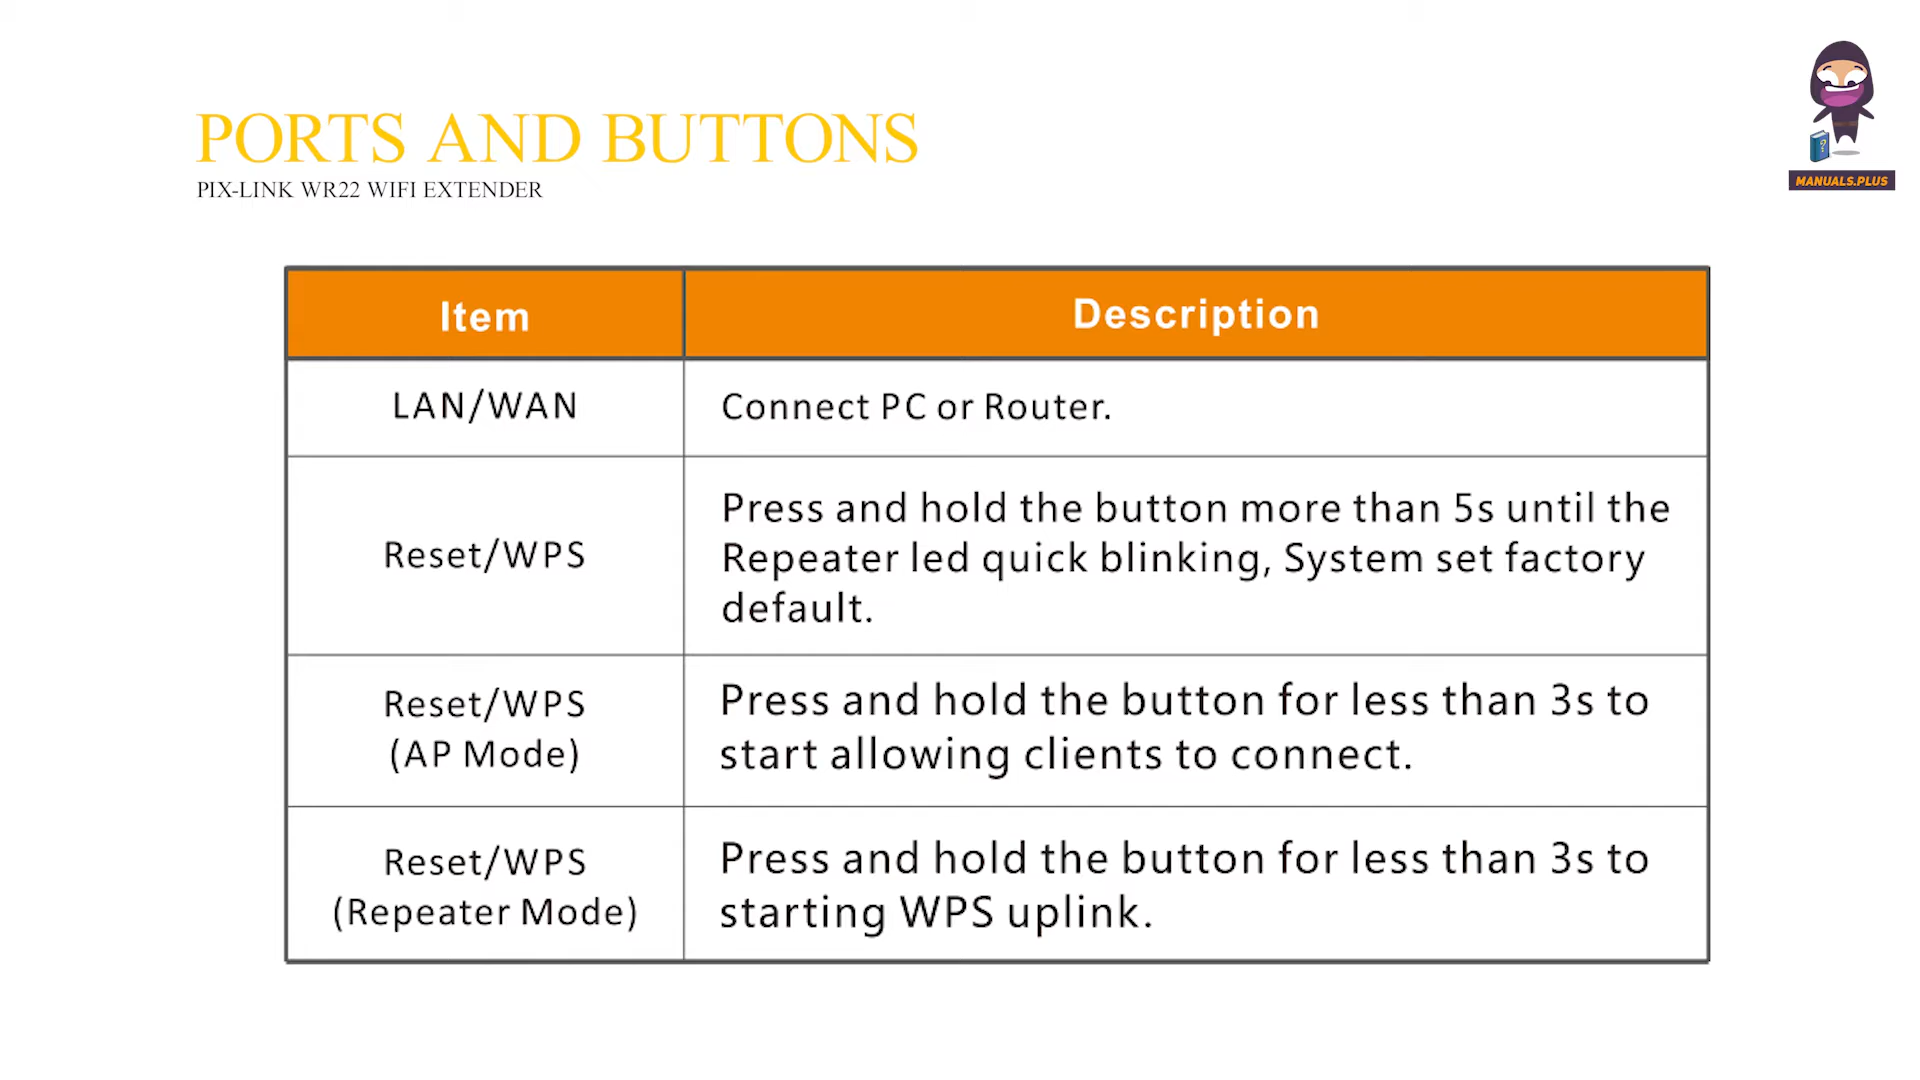 PORTS AND BUTTONS
PIX-LINK WR22 WIFI EXTENDER
MANUALS.PLUS
Item
Description
LAN/WAN
Connect PC or Router.
Reset/WPS
Press and hold the button more than 5s until the
Repeater led quick blinking, System set factory
default.
Reset/WPS
(AP Mode)
Press and hold the button for less than 3s to
start allowing clients to connect.
Reset/WPS
(Repeater Mode)
Press and hold the button for less than 3s to
starting WPS uplink.